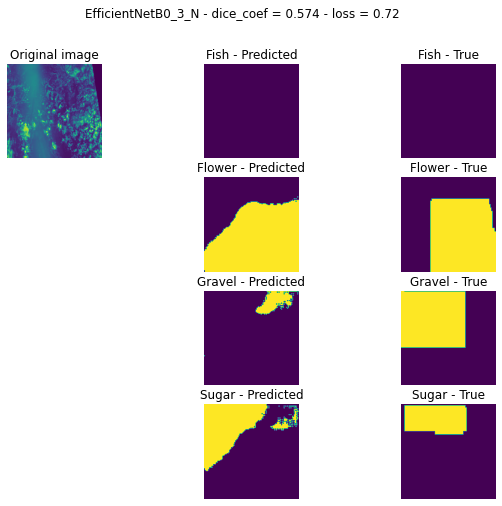 EfficientNetB0_3_N - dice_coef = 0.574 - loss = 0.72
Original image
Fish - Predicted
Fish - True
Flower - Predicted
Flower - True
Gravel - Predicted
Gravel - True
Sugar - Predicted
Sugar - True